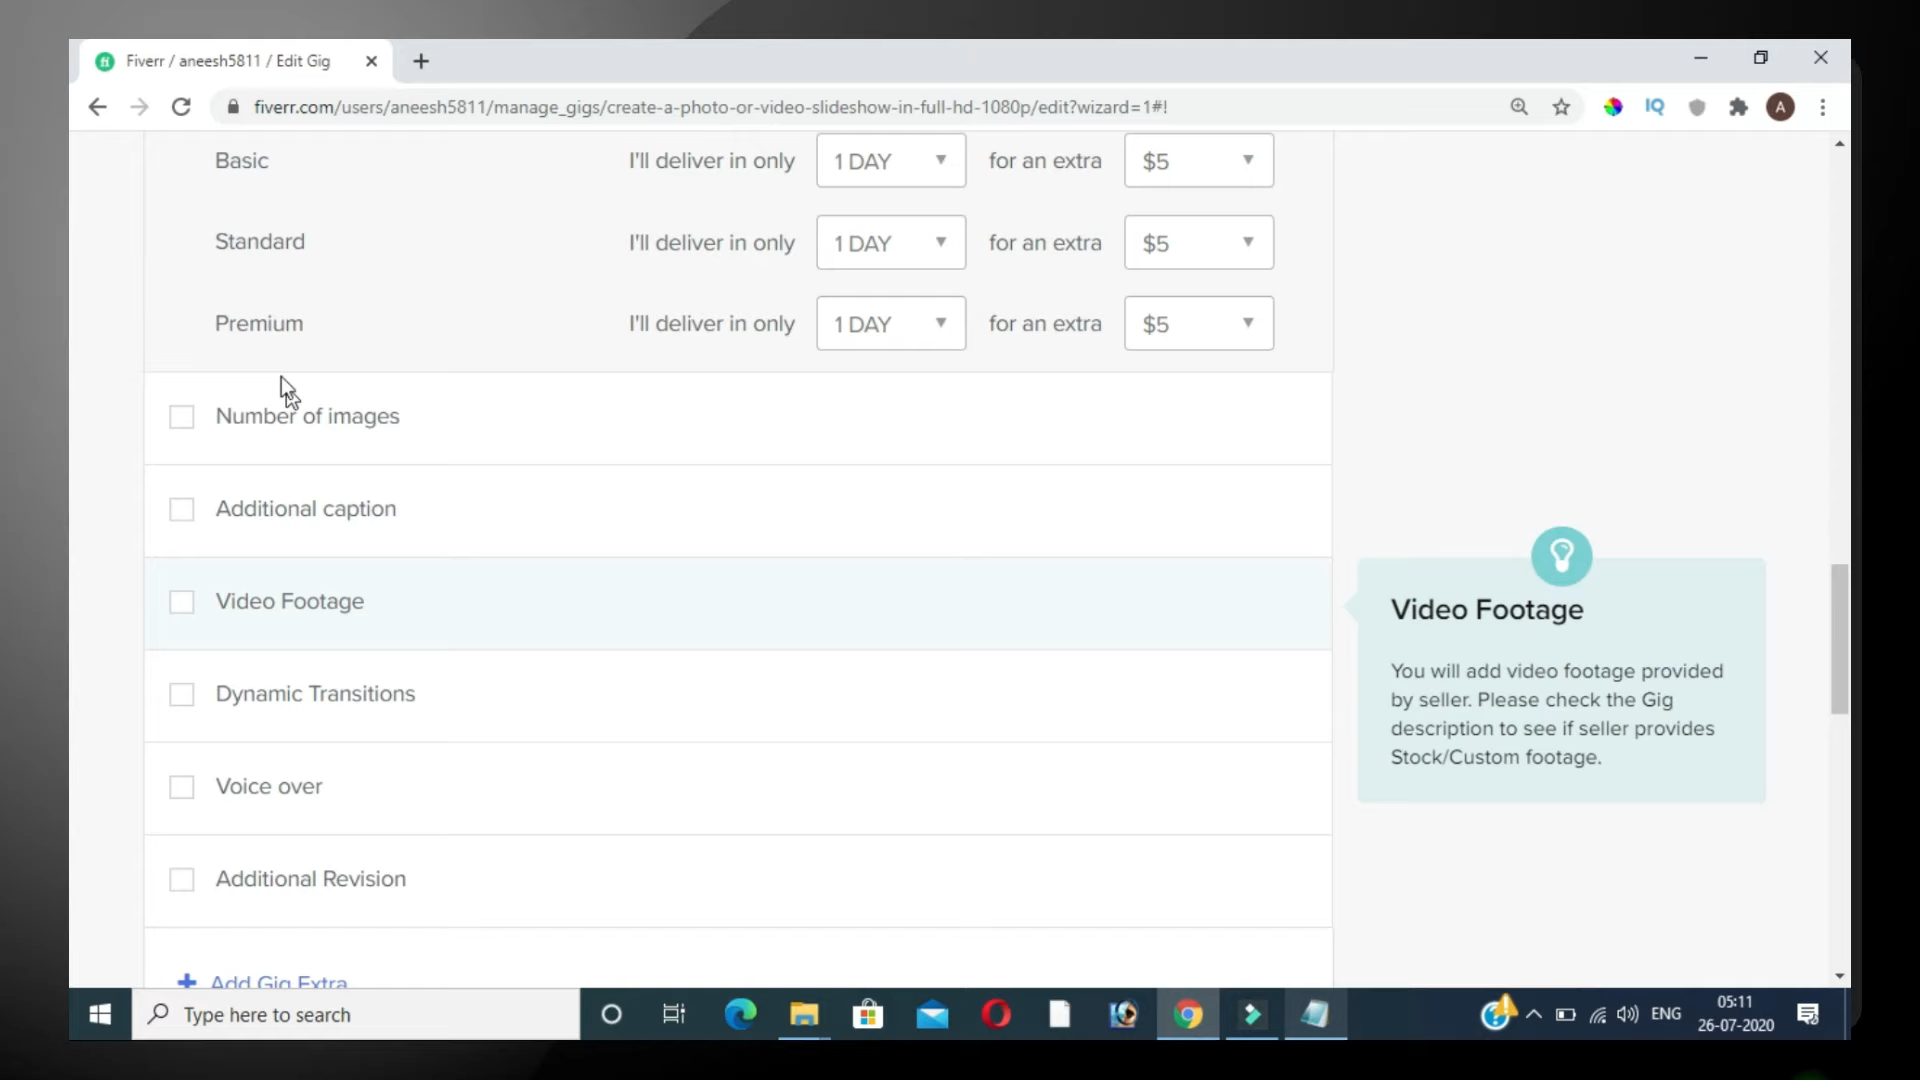 Fiverr / aneesh5811 / Edit Gig
fiverr.com/users/aneesh5811/manage_gigs/create-a-photo-or-video-slideshow-in-full-hd-1080p/edit?wizard=1#!
IQ
A
Basic I'll deliver in only 1 DAY for an extra $5
Standard I'll deliver in only 1 DAY for an extra $5
Premium I'll deliver in only 1 DAY for an extra $5
Number of images
Additional caption
Video Footage
Dynamic Transitions
Voice over
Additional Revision
Add Gig Extra
Video Footage
You will add video footage provided
by seller. Please check the Gig
description to see if seller provides
Stock/Custom footage.
Type here to search
ENG
05:11
26-07-2020